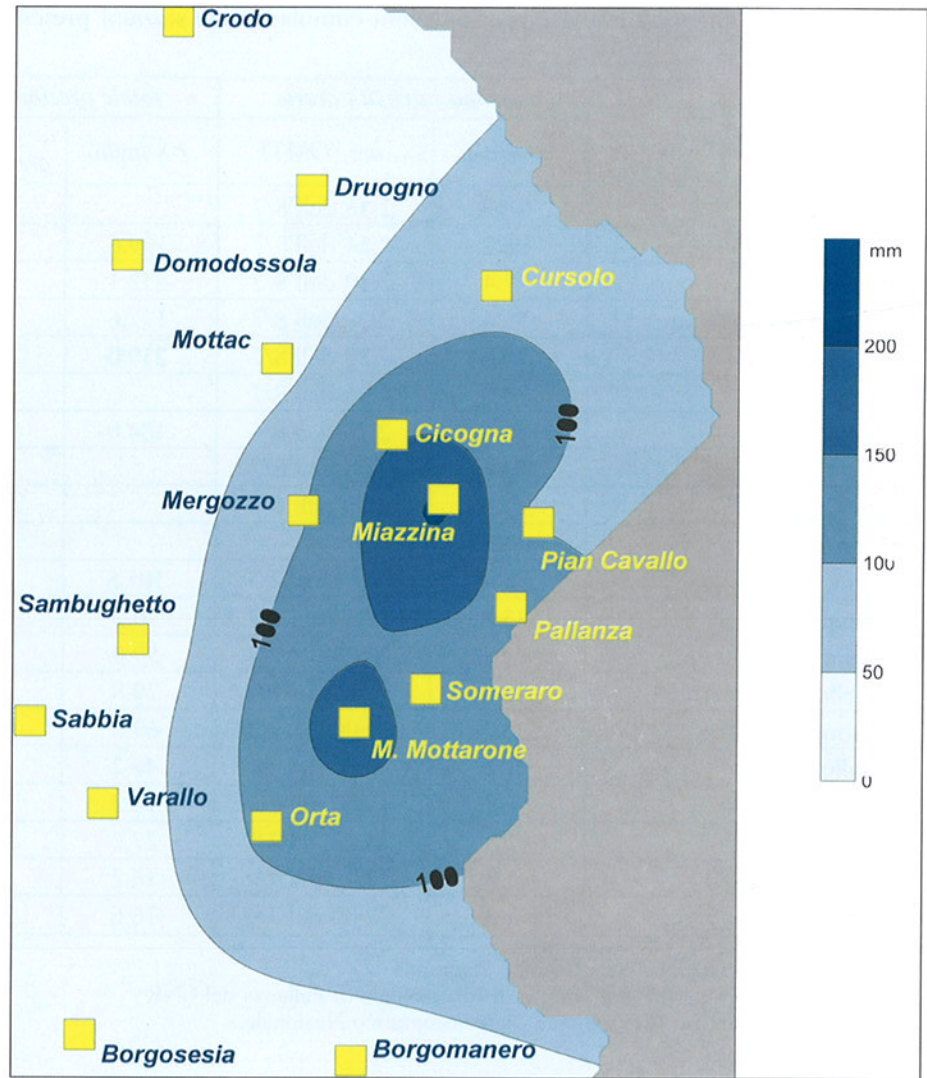 Crodo
Druogno
Domodossola
Cursolo
mm
Mottac
200
100
Cicogna
150
Mergozzo
Miazzina
Pian Cavallo
100
Sambughetto
100
Pallanza
50
Someraro
Sabbia
M. Mottarone
0
Varallo
Orta
100
Borgosesia
Borgomanero